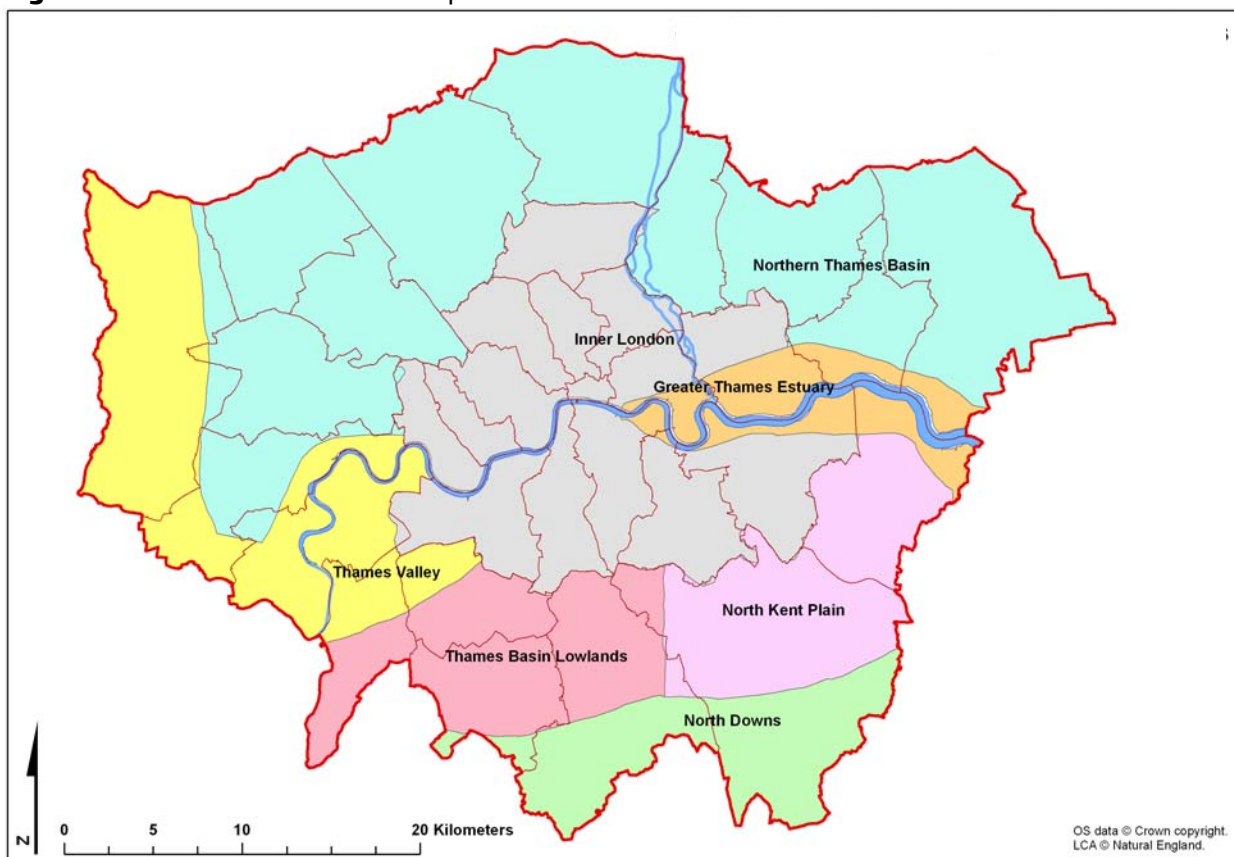 Northern Thames Basin
Inner London
Greater Thames Estuary
Thames Valley
North Kent Plain
Thames Basin Lowlands
North Downs
N
0 5 10 20 Kilometers
OS data © Crown copyright.
LCA © Natural England.